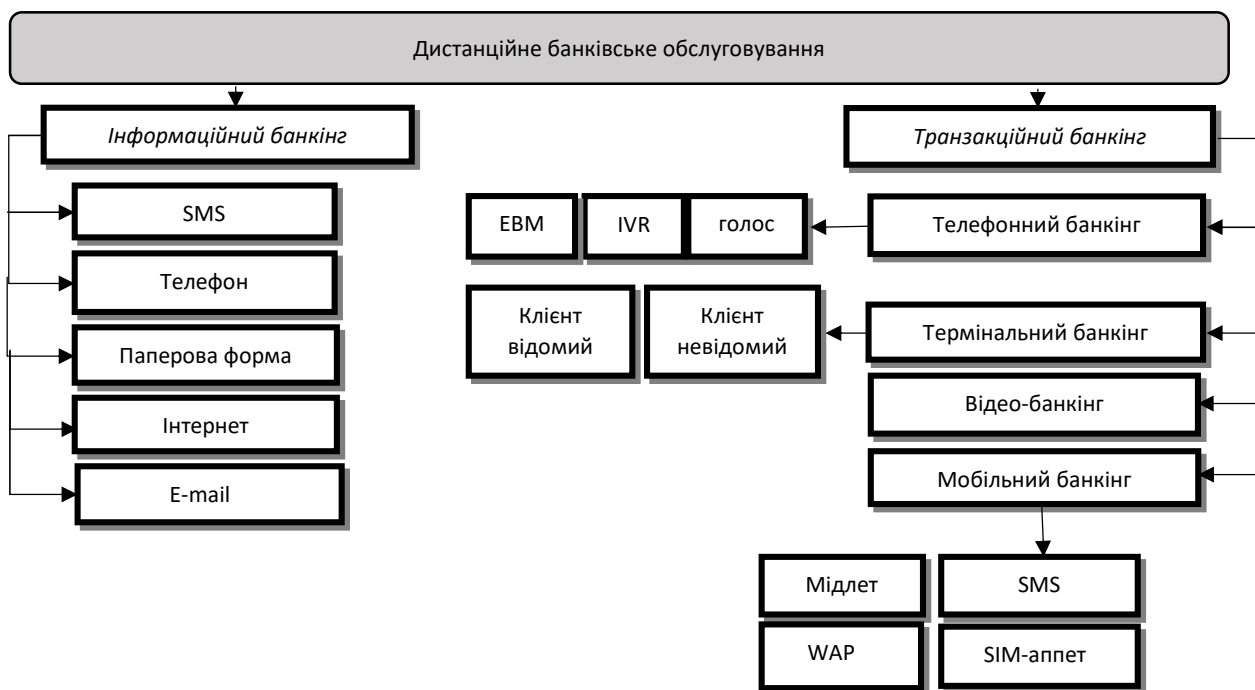 Дистанційне банківське обслуговування
Інформаційний банкінг
Транзакційний банкінг
SMS
Телефон
Паперова форма
Інтернет
E-mail
ЕВМ
IVR
голос
Телефонний банкінг
Клієнт
відомий
Клієнт
невідомий
Термінальний банкінг
Відео-банкінг
Мобільний банкінг
Мідлет
SMS
WAP
SIM-аппет